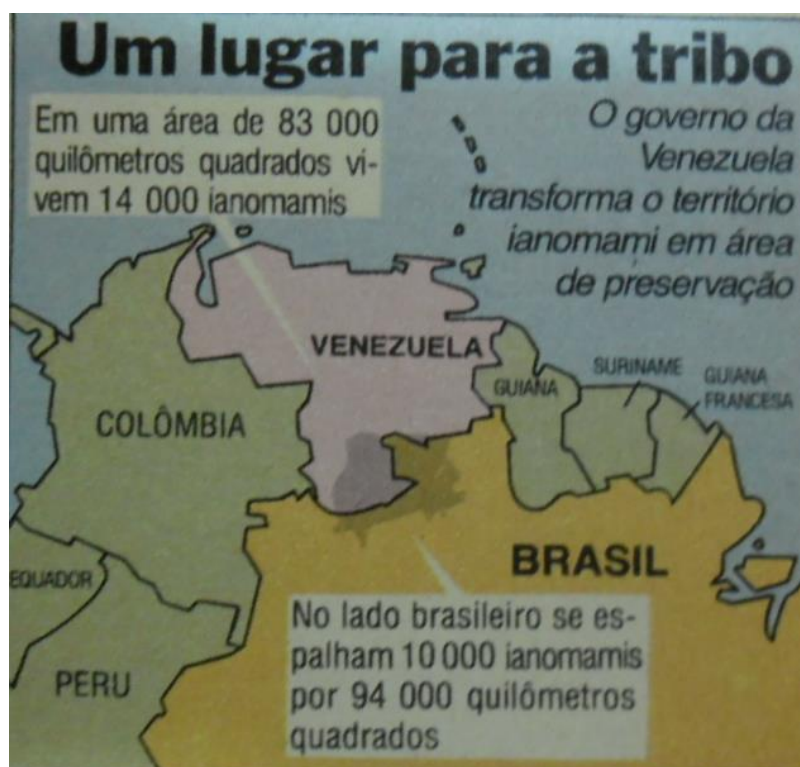 Um lugar para a tribo
Em uma área de 83 000
quilômetros quadrados vi-
vem 14 000 ianomamis
O governo da
Venezuela
transforma o território
ianomami em área
de preservação
VENEZUELA
COLÔMBIA
GUIANA
SURINAME
GUIANA
FRANCESA
EQUADOR
PERU
BRASIL
No lado brasileiro se es-
palham 10 000 ianomamis
por 94 000 quilômetros
quadrados